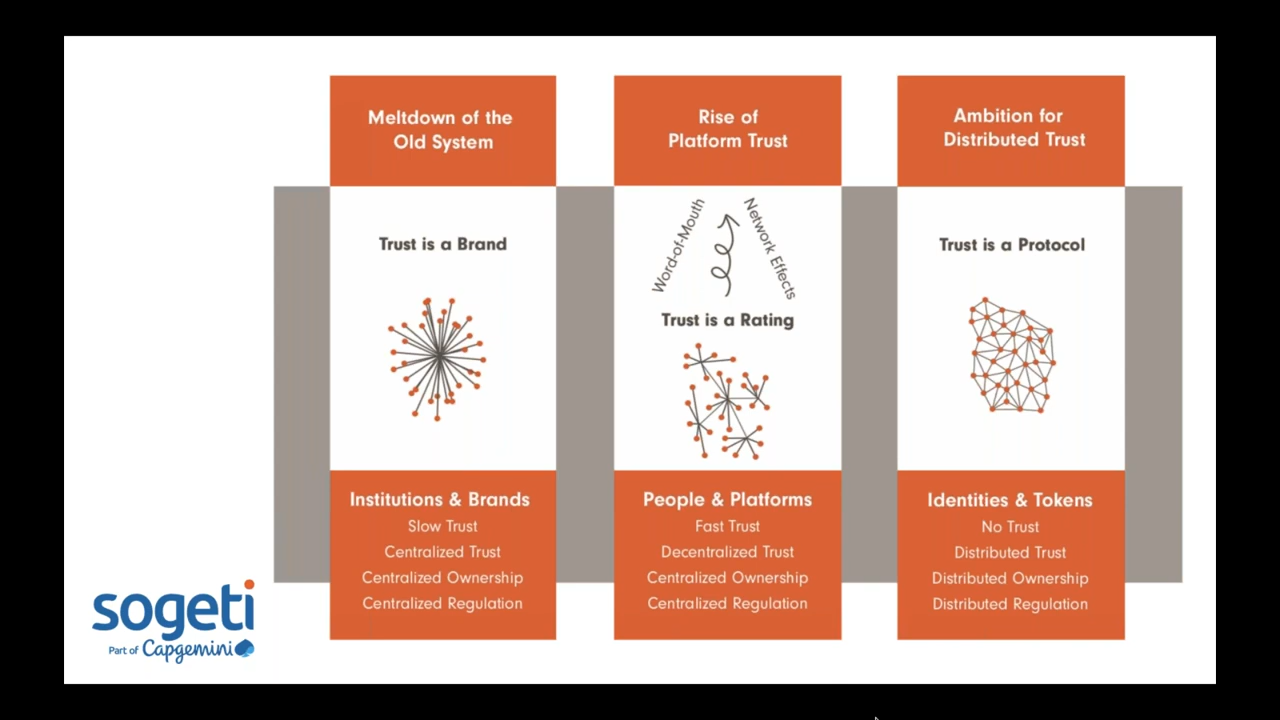 Meltdown of the
Old System
Trust is a Brand
Institutions & Brands
Slow Trust
Centralized Trust
Centralized Ownership
Centralized Regulation
Rise of
Platform Trust
Word-of-Mouth
Network Effects
Trust is a Rating
People & Platforms
Fast Trust
Decentralized Trust
Centralized Ownership
Centralized Regulation
Ambition for
Distributed Trust
Trust is a Protocol
Identities & Tokens
No Trust
Distributed Trust
Distributed Ownership
Distributed Regulation
sogeti
Part of Capgemini